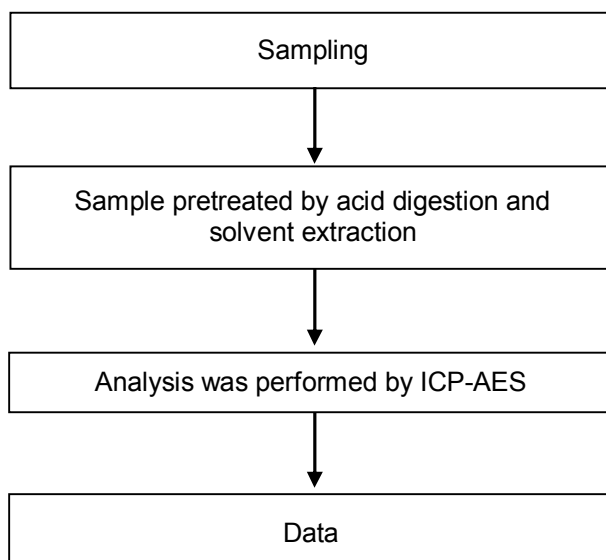 Sampling
Sample pretreated by acid digestion and
solvent extraction
Analysis was performed by ICP-AES
Data